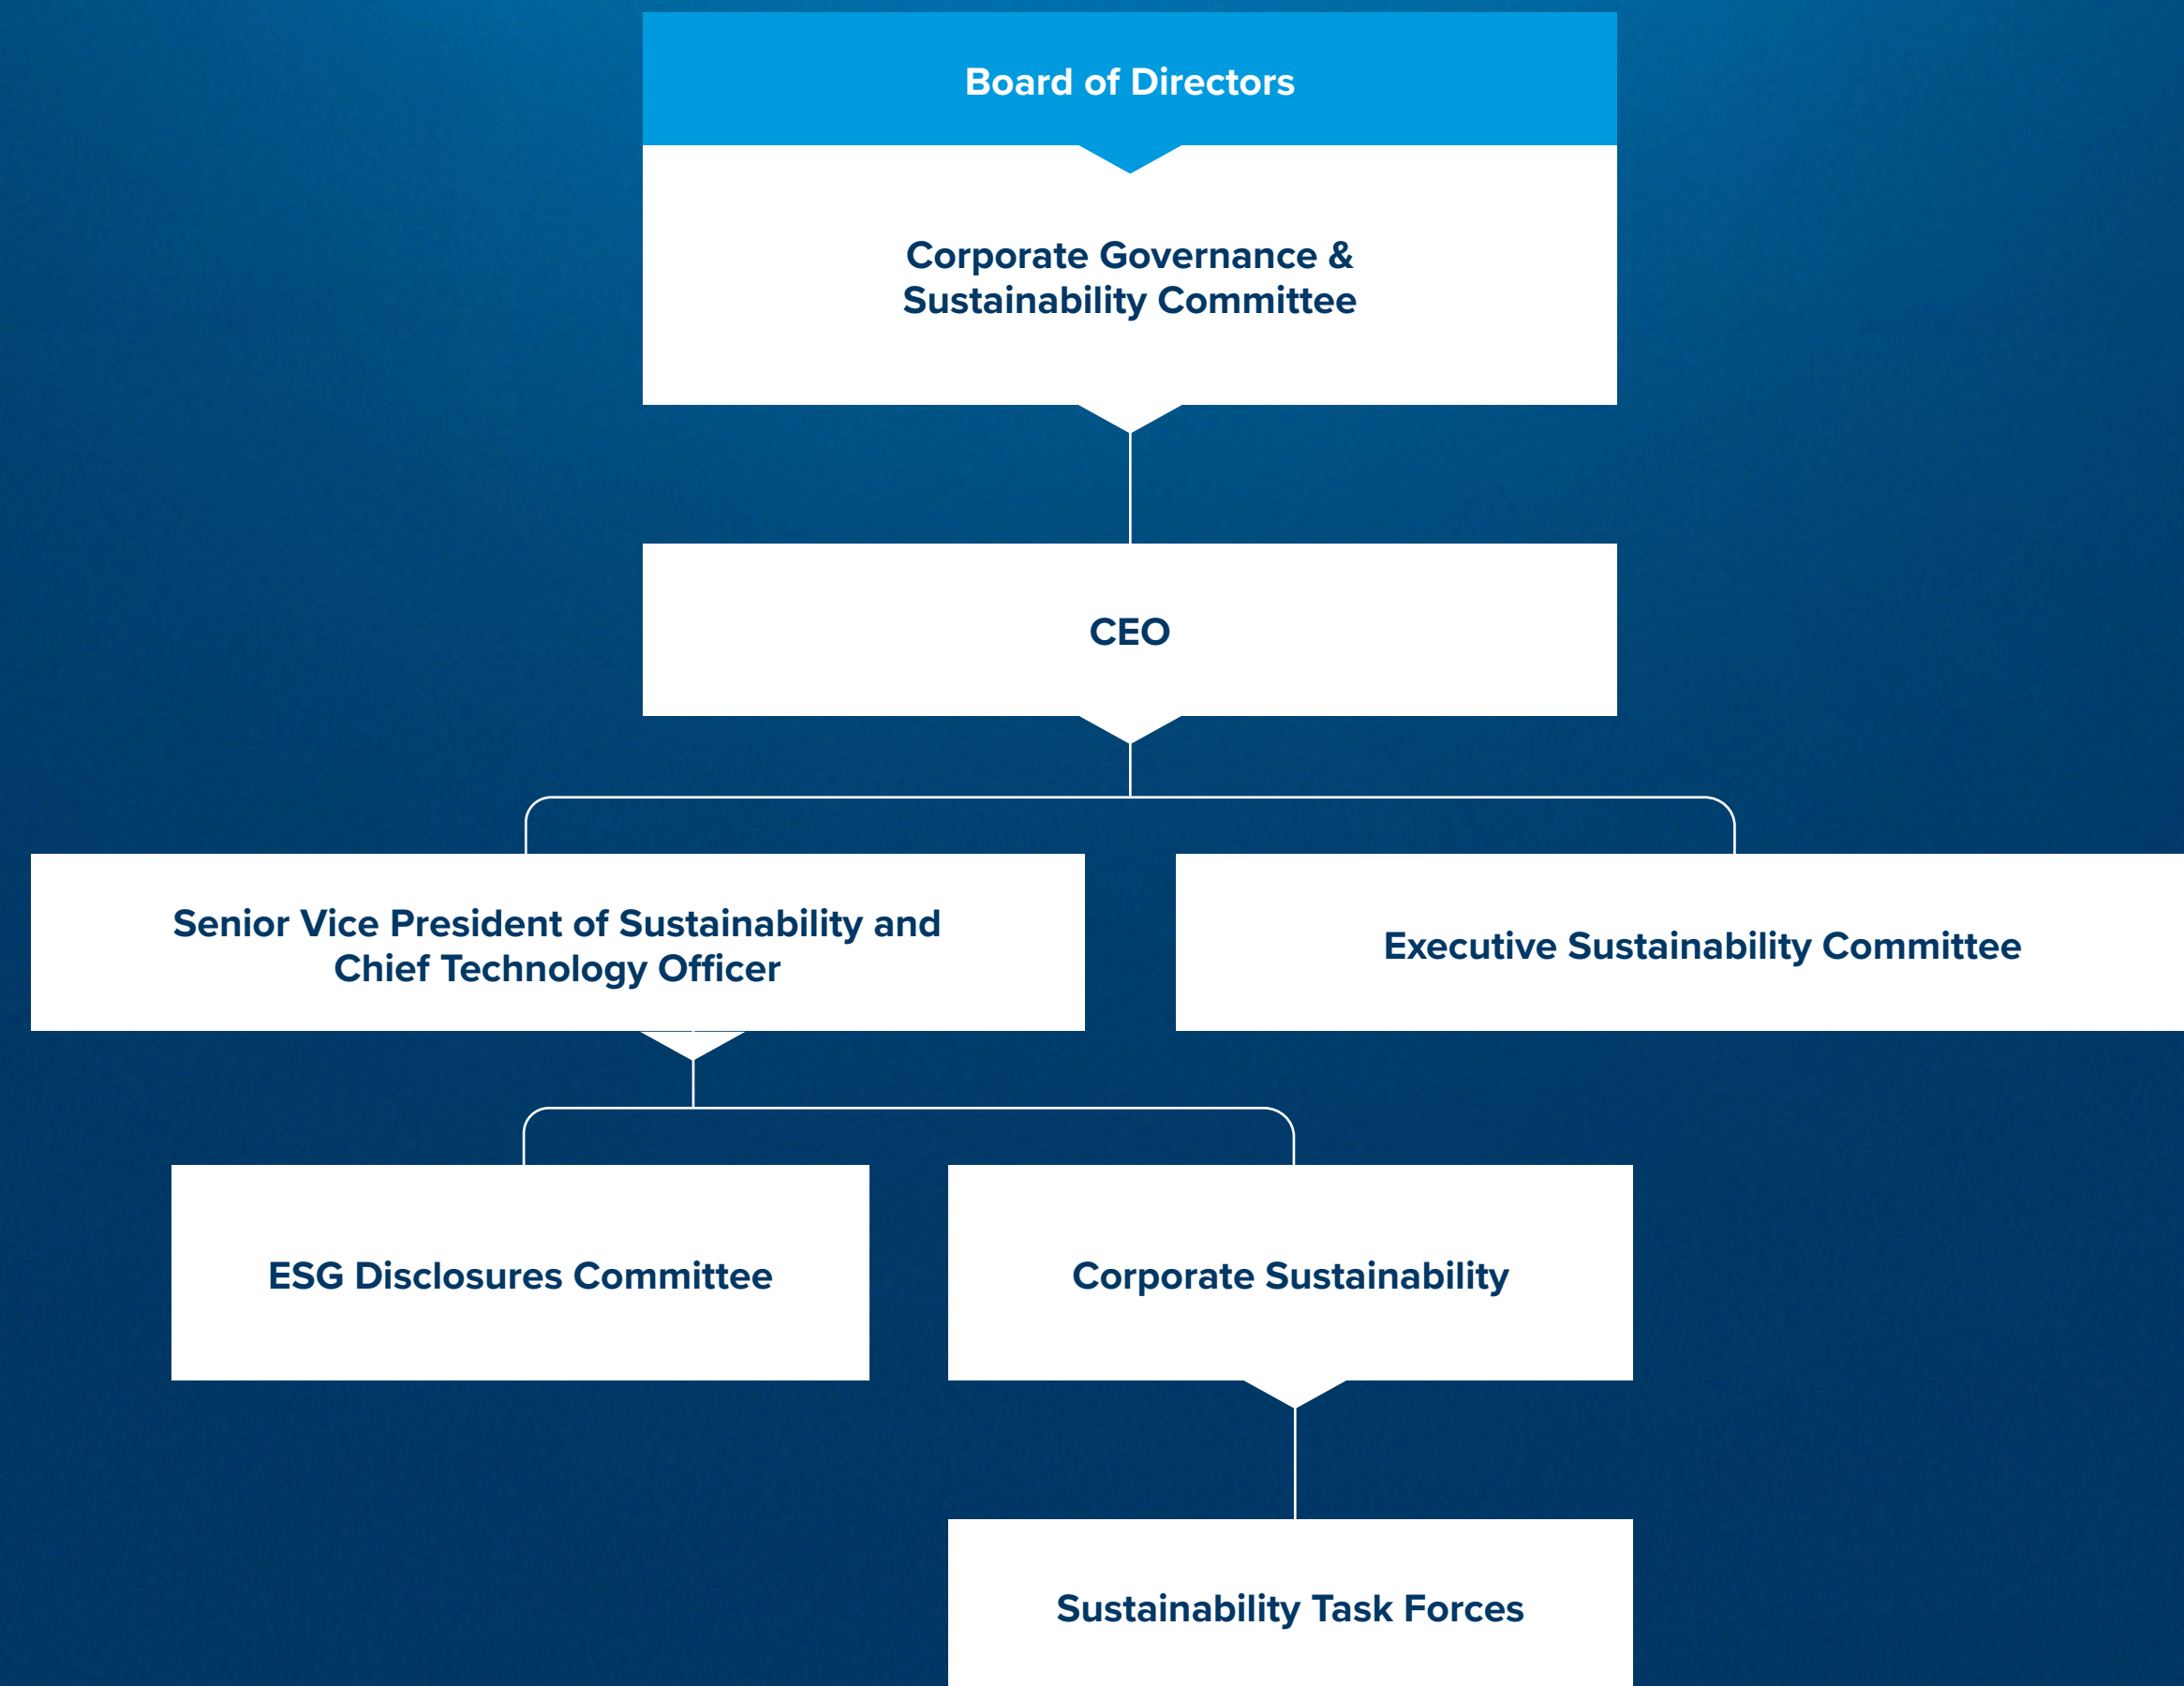 Board of Directors
Corporate Governance &
Sustainability Committee
CEO
Senior Vice President of Sustainability and
Chief Technology Officer
Executive Sustainability Committee
ESG Disclosures Committee
Corporate Sustainability
Sustainability Task Forces